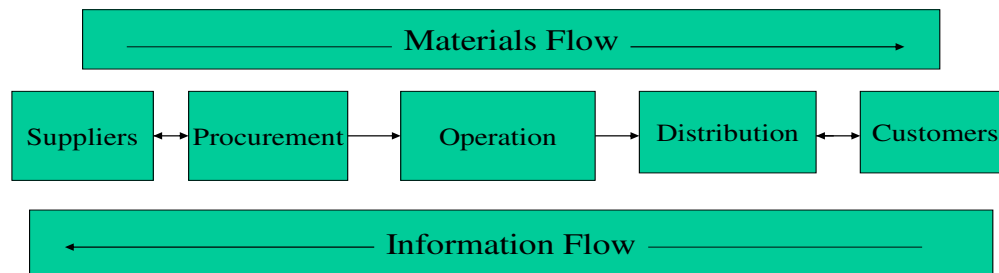 Materials Flow
Suppliers Procurement Operation Distribution Customers
Information Flow